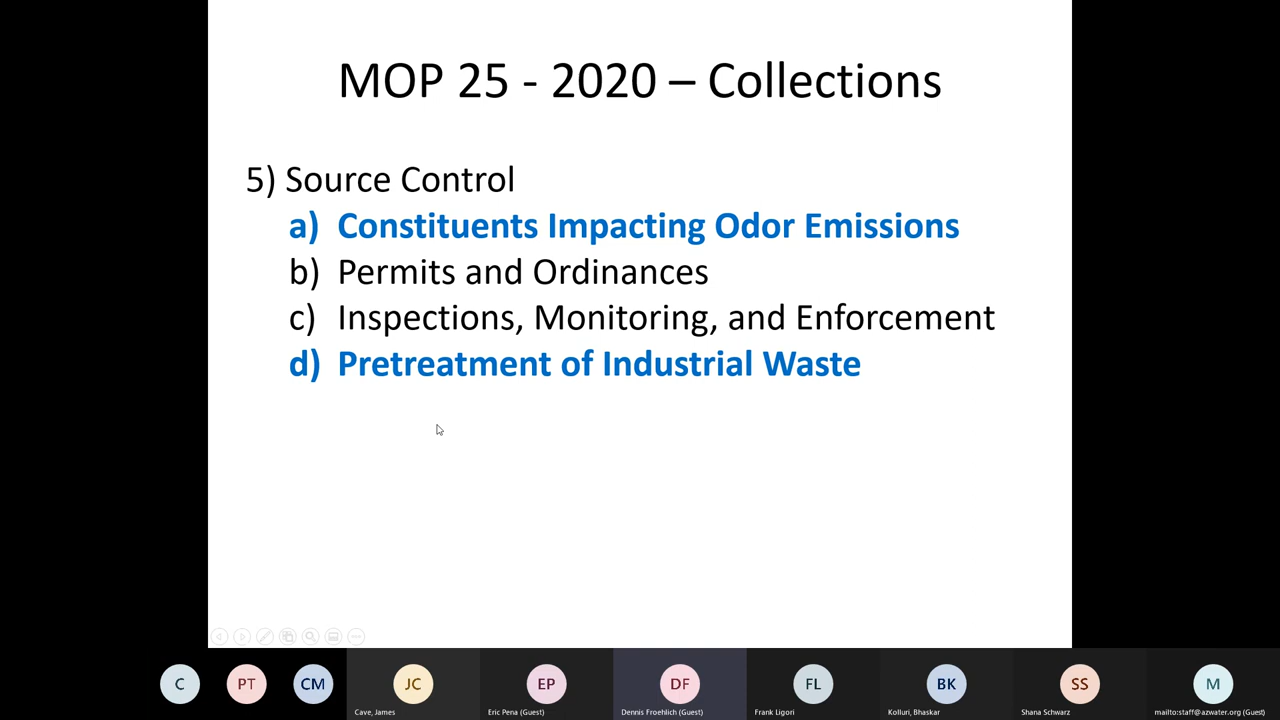 MOP 25 - 2020 – Collections
5) Source Control
a) Constituents Impacting Odor Emissions
b) Permits and Ordinances
c) Inspections, Monitoring, and Enforcement
d) Pretreatment of Industrial Waste
C PT CM JC EP DF FL BK SS M
Cave, James Eric Pena (Guest) Dennis Froehlich (Guest) Frank Ligori Kolluri, Bhaskar Shana Schwarz mailto:staff@azwater.org (Guest)